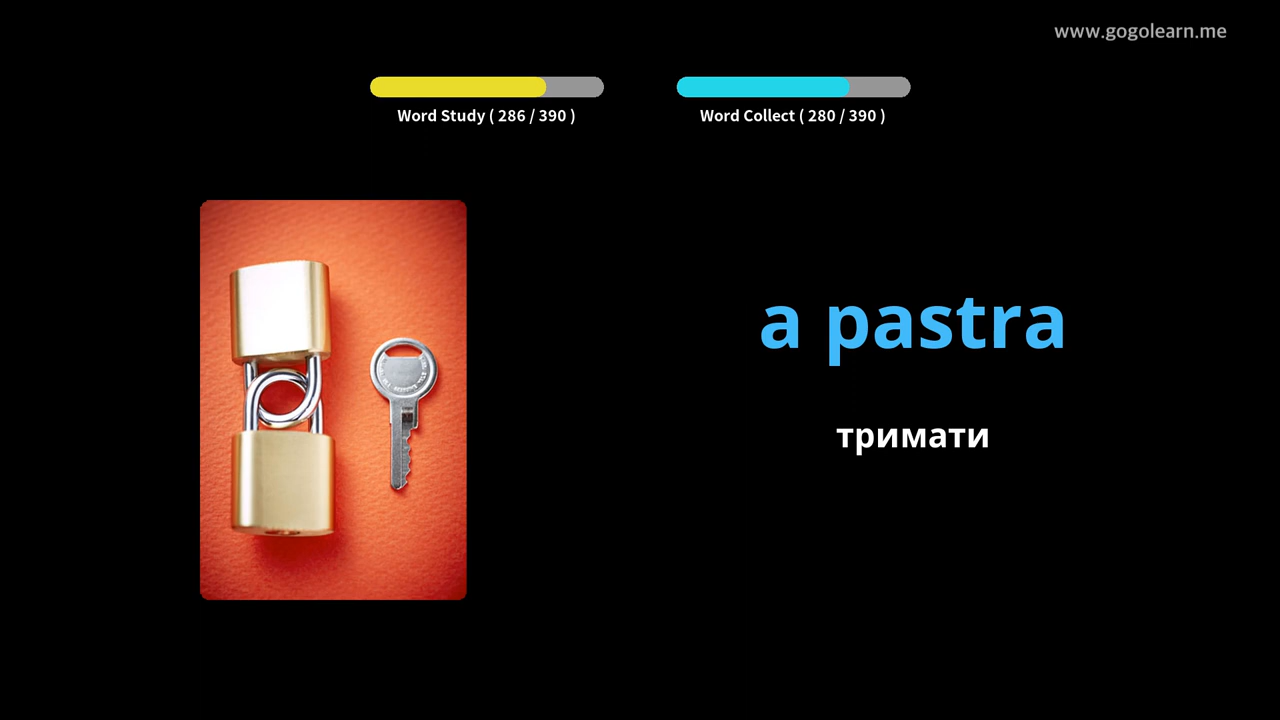 www.gogolearn.me
Word Study ( 286 / 390 )
Word Collect ( 280 / 390 )
a pastra
тримати